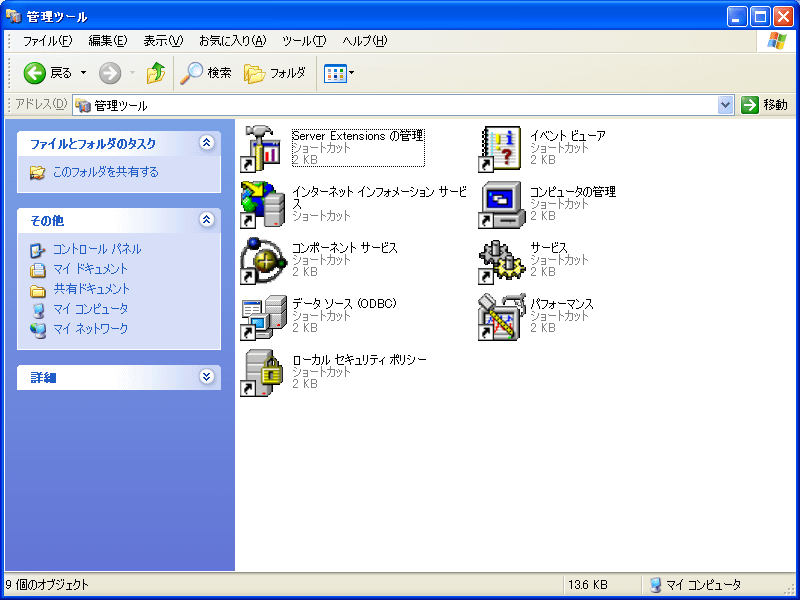 管理ツール
ファイル(F) 編集(E) 表示(V) お気に入り(A) ツール(T) ヘルプ(H)
戻る 検索 フォルダ
アドレス(D) 管理ツール 移動
ファイルとフォルダのタスク
このフォルダを共有する
その他
コントロール パネル
マイ ドキュメント
共有ドキュメント
マイ コンピュータ
マイ ネットワーク
詳細
Server Extensions の管理
ショートカット
2 KB
イベント ビューア
ショートカット
2 KB
インターネット インフォメーション サービ
ス
ショートカット
コンピュータの管理
ショートカット
2 KB
コンポーネント サービス
ショートカット
2 KB
サービス
ショートカット
2 KB
データ ソース (ODBC)
ショートカット
2 KB
パフォーマンス
ショートカット
2 KB
ローカル セキュリティ ポリシー
ショートカット
2 KB
9 個のオブジェクト 13.6 KB マイ コンピュータ